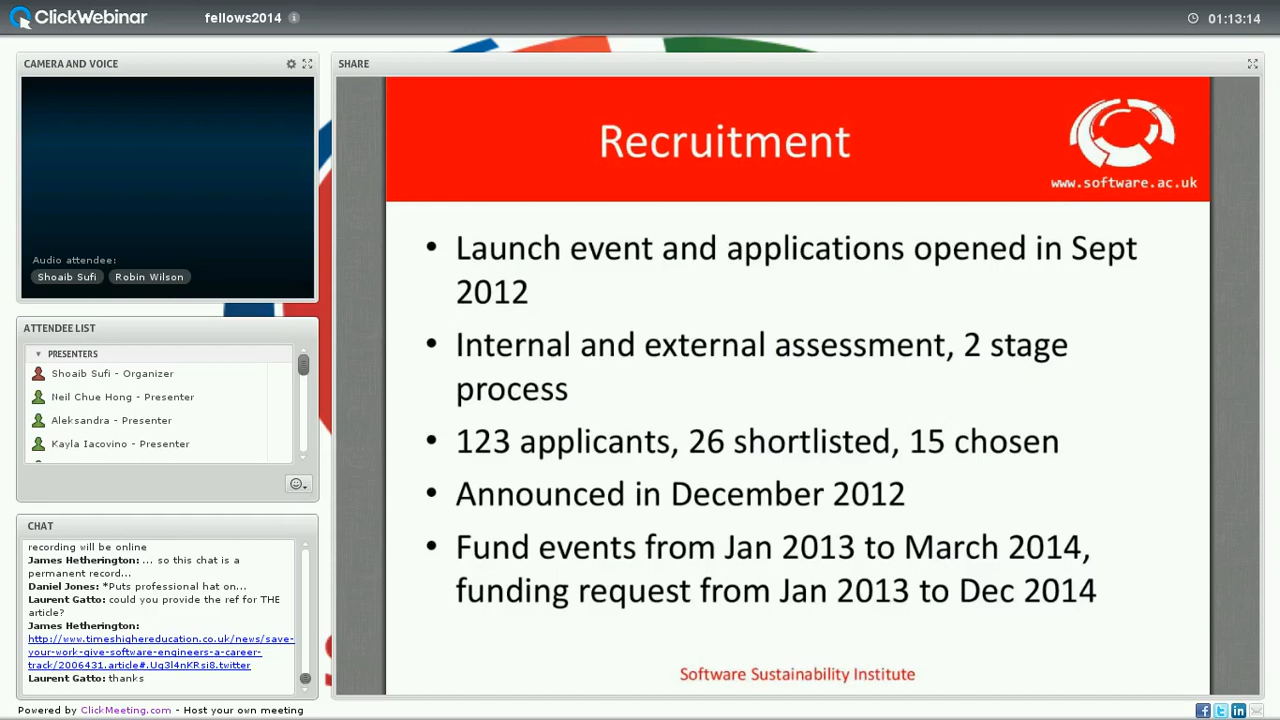 ClickWebinar
fellows2014
01:13:14
CAMERA AND VOICE
Audio attendee:
Shoaib Sufi
Robin Wilson
ATTENDEE LIST
PRESENTERS
Shoaib Sufi - Organizer
Neil Chue Hong - Presenter
Aleksandra - Presenter
Kayla Iacovino - Presenter
CHAT
recording will be online
James Hetherington: ... so this chat is a
permanent record...
Daniel Jones: *Puts professional hat on...
Laurent Gatto: could you provide the ref for THE
article?
James Hetherington:
http://www.timeshighereducation.co.uk/news/save-
your-work-give-software-engineers-a-career-
track/2006431.article#.Uq3l4nKRsi8.twitter
Laurent Gatto: thanks
SHARE
Recruitment
www.software.ac.uk
• Launch event and applications opened in Sept
2012
• Internal and external assessment, 2 stage
process
• 123 applicants, 26 shortlisted, 15 chosen
• Announced in December 2012
• Fund events from Jan 2013 to March 2014,
funding request from Jan 2013 to Dec 2014
Software Sustainability Institute
Powered by ClickMeeting.com - Host your own meeting